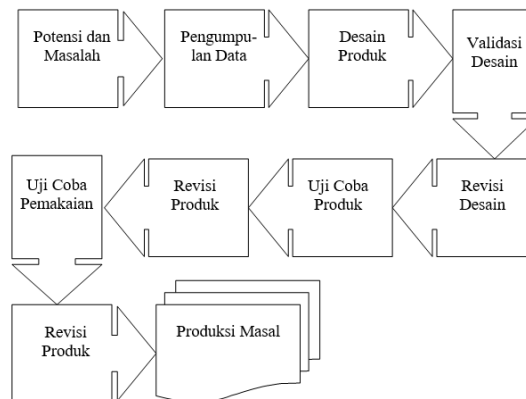 Potensi dan
Masalah
Pengumpu-
lan Data
Desain
Produk
Validasi
Desain
Revisi
Desain
Uji Coba
Produk
Revisi
Produk
Uji Coba
Pemakaian
Revisi
Produk
Produksi Masal